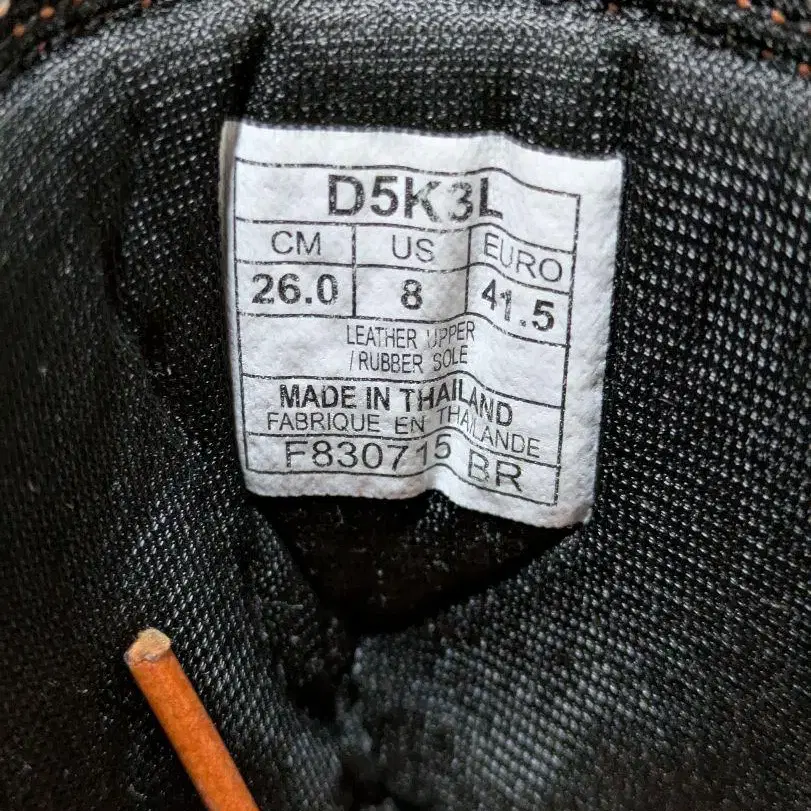 D5K3L
CM US EURO
26.0 8 41.5
LEATHER UPPER
/RUBBER SOLE
MADE IN THAILAND
FABRIQUE EN THAILANDE
F830715 BR